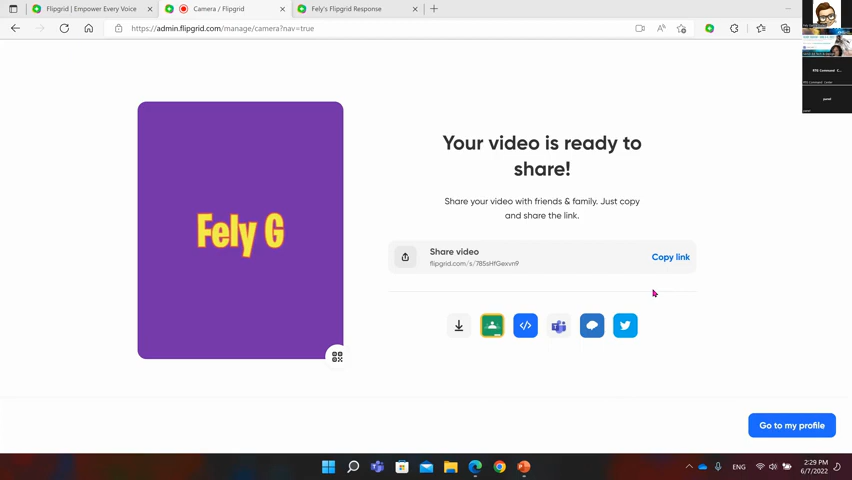 Flipgrid | Empower Every Voice
Camera / Flipgrid
Fely's Flipgrid Response
https://admin.flipgrid.com/manage/camera?nav=true
Fely G
Your video is ready to
share!
Share your video with friends & family. Just copy
and share the link.
Share video
flipgrid.com/s/785sHfGexvn9
Copy link
Go to my profile
ENG
2:29 PM
6/7/2022